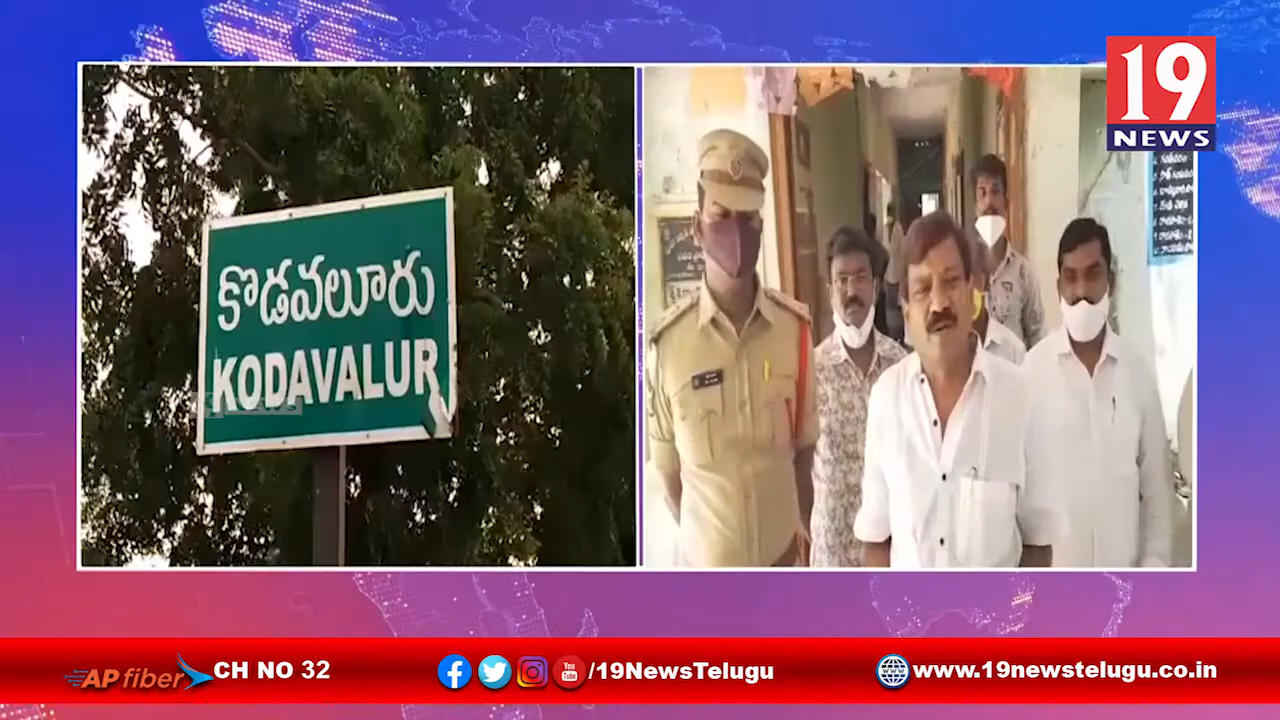 19
NEWS
కొడవలూరు
KODAVALUR
AP fiber
CH NO 32
/19NewsTelugu
www.19newstelugu.co.in